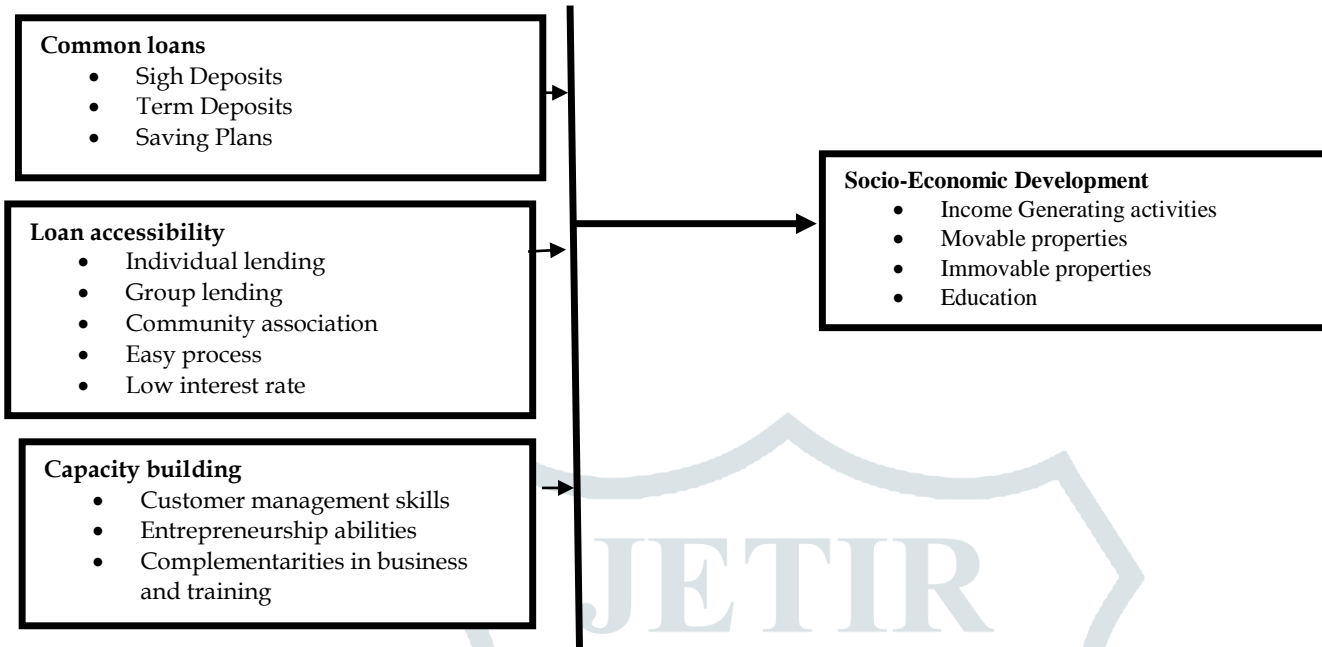 Common loans
• Sigh Deposits
• Term Deposits
• Saving Plans
Loan accessibility
• Individual lending
• Group lending
• Community association
• Easy process
• Low interest rate
Capacity building
• Customer management skills
• Entrepreneurship abilities
• Complementarities in business
and training
Socio-Economic Development
• Income Generating activities
• Movable properties
• Immovable properties
• Education
JETIR